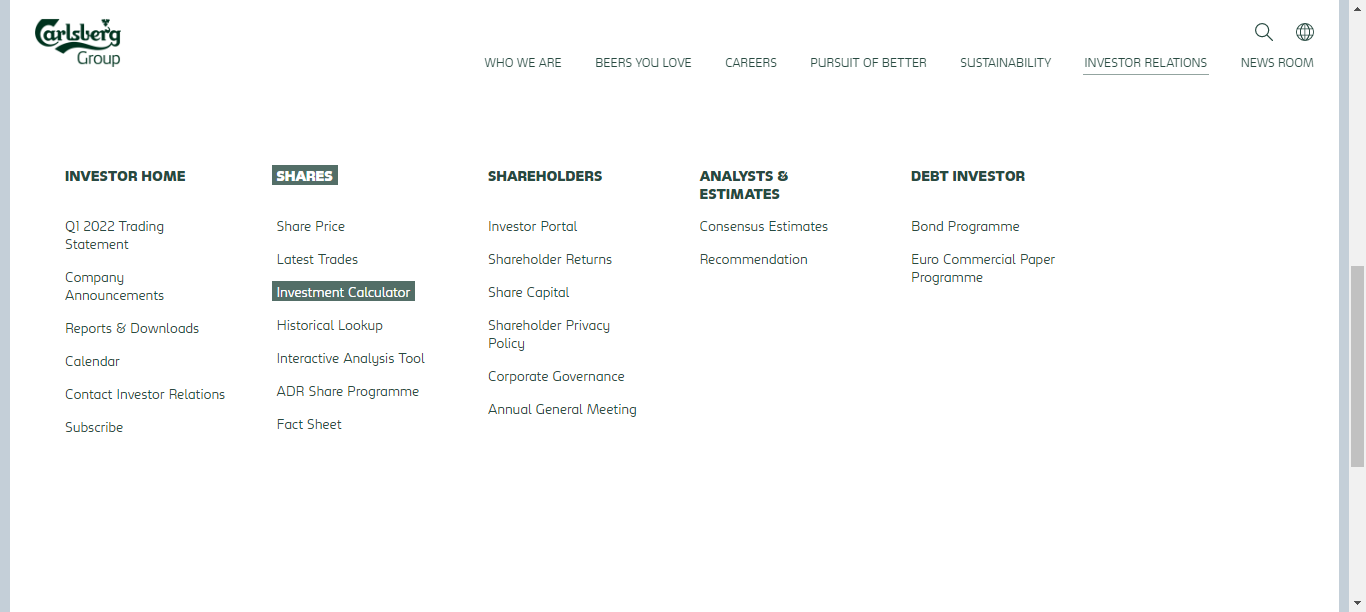 Carlsberg
Group
WHO WE ARE BEERS YOU LOVE CAREERS PURSUIT OF BETTER SUSTAINABILITY INVESTOR RELATIONS NEWS ROOM
INVESTOR HOME
Q1 2022 Trading
Statement
Company
Announcements
Reports & Downloads
Calendar
Contact Investor Relations
Subscribe
SHARES
Share Price
Latest Trades
Investment Calculator
Historical Lookup
Interactive Analysis Tool
ADR Share Programme
Fact Sheet
SHAREHOLDERS
Investor Portal
Shareholder Returns
Share Capital
Shareholder Privacy
Policy
Corporate Governance
Annual General Meeting
ANALYSTS &
ESTIMATES
Consensus Estimates
Recommendation
DEBT INVESTOR
Bond Programme
Euro Commercial Paper
Programme